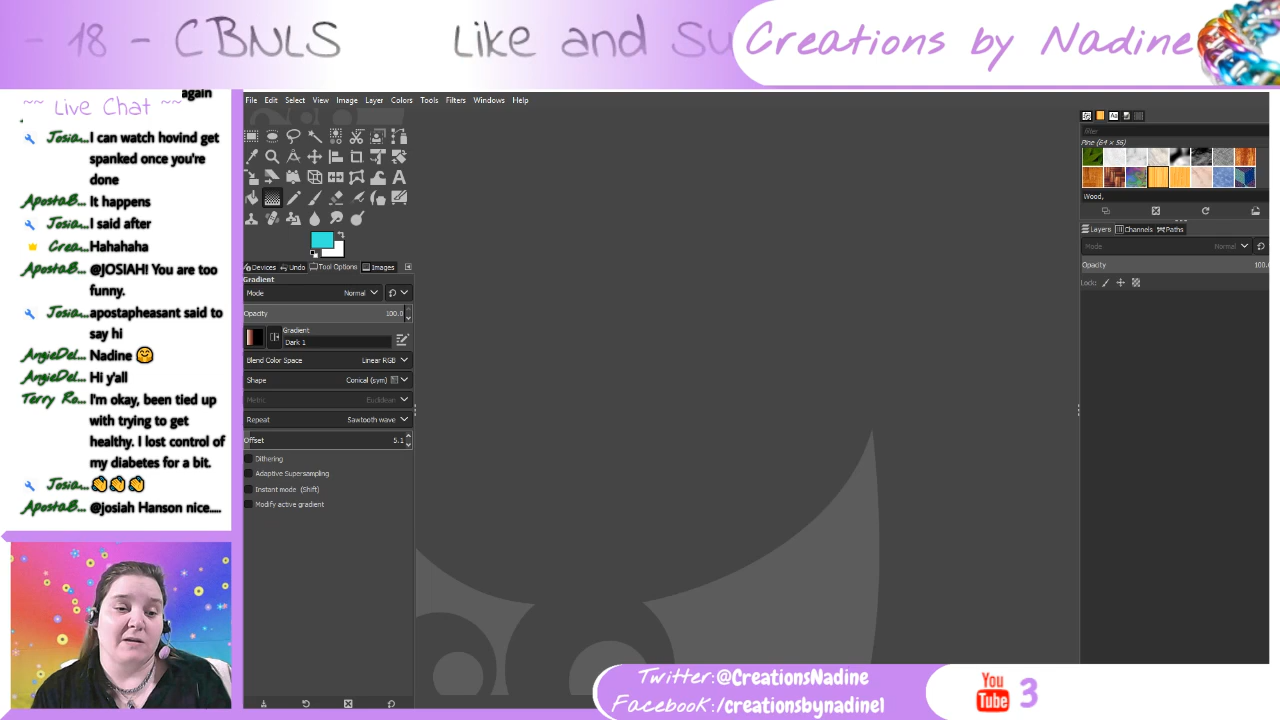 - 18 - CBNLS Like and Su
Creations by Nadine
again
~~ Live Chat ~~
Josia... I can watch hovind get
spanked once you're
done
ApostaB... It happens
Josia... I said after
Crea... Hahahaha
ApostaB... @JOSIAH! You are too
funny.
Josia... apostapheasant said to
say hi
AngieDel... Nadine 🤗
AngieDel... Hi y'all
Terry Ro... I'm okay, been tied up
with trying to get
healthy. I lost control of
my diabetes for a bit.
Josia... 👏👏👏
ApostaB... @josiah Hanson nice....
File Edit Select View Image Layer Colors Tools Filters Windows Help
Devices Undo Tool Options Images
Gradient
Mode Normal
Opacity 100.0
Gradient
Dark 1
Blend Color Space Linear RGB
Shape Conical (sym)
Metric Euclidean
Repeat Sawtooth wave
Offset 5.1
Dithering
Adaptive Supersampling
Instant mode (Shift)
Modify active gradient
filter
Pine (64 × 56)
Wood,
Layers Channels Paths
Mode Normal
Opacity 100.
Lock:
Twitter:@CreationsNadine
Facebook:/creationsbynadine1
You
Tube 3